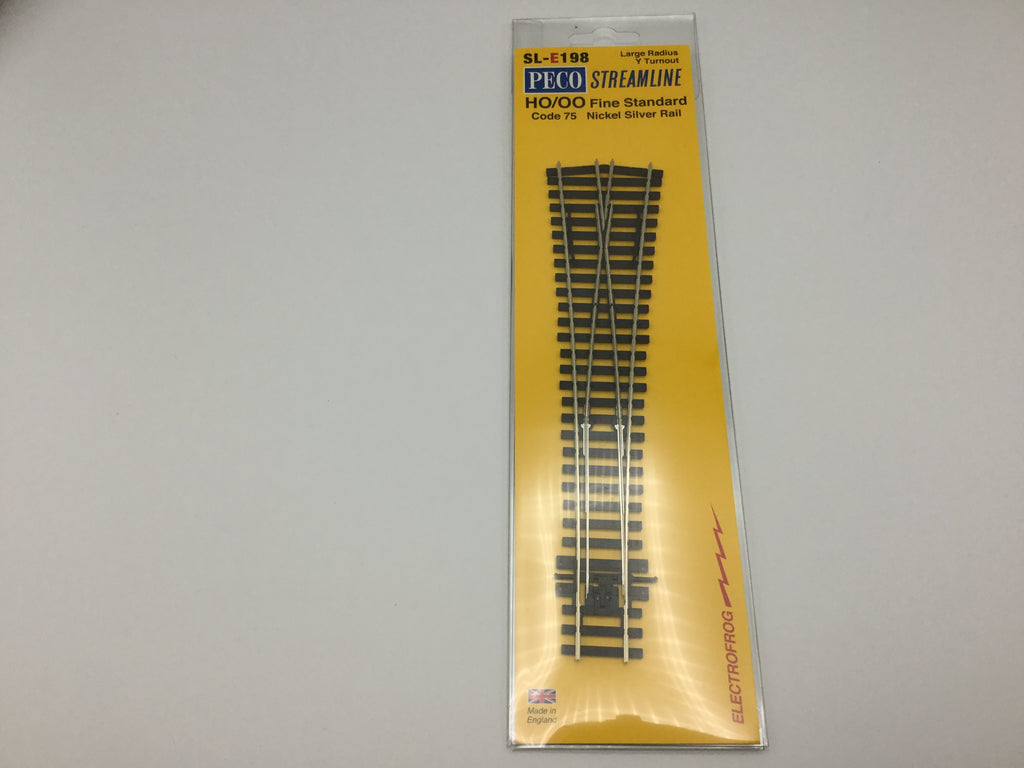 SL-E198
Large Radius
Y Turnout
PECO STREAMLINE
HO/OO Fine Standard
Code 75 Nickel Silver Rail
ELECTROFROG
Made in
England